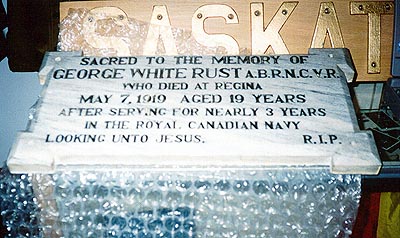 SASKAT
SACRED TO THE MEMORY OF
GEORGE WHITE RUST A.B.R.N.C.V.R.
WHO DIED AT REGINA
MAY 7, 1919 AGED 19 YEARS
AFTER SERVING FOR NEARLY 3 YEARS
IN THE ROYAL CANADIAN NAVY
LOOKING UNTO JESUS. R.I.P.